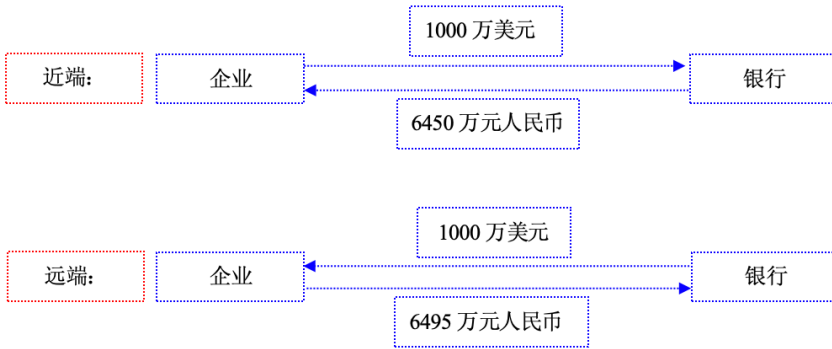 1000 万美元
近端：
企业
银行
6450 万元人民币
1000 万美元
远端：
企业
银行
6495 万元人民币